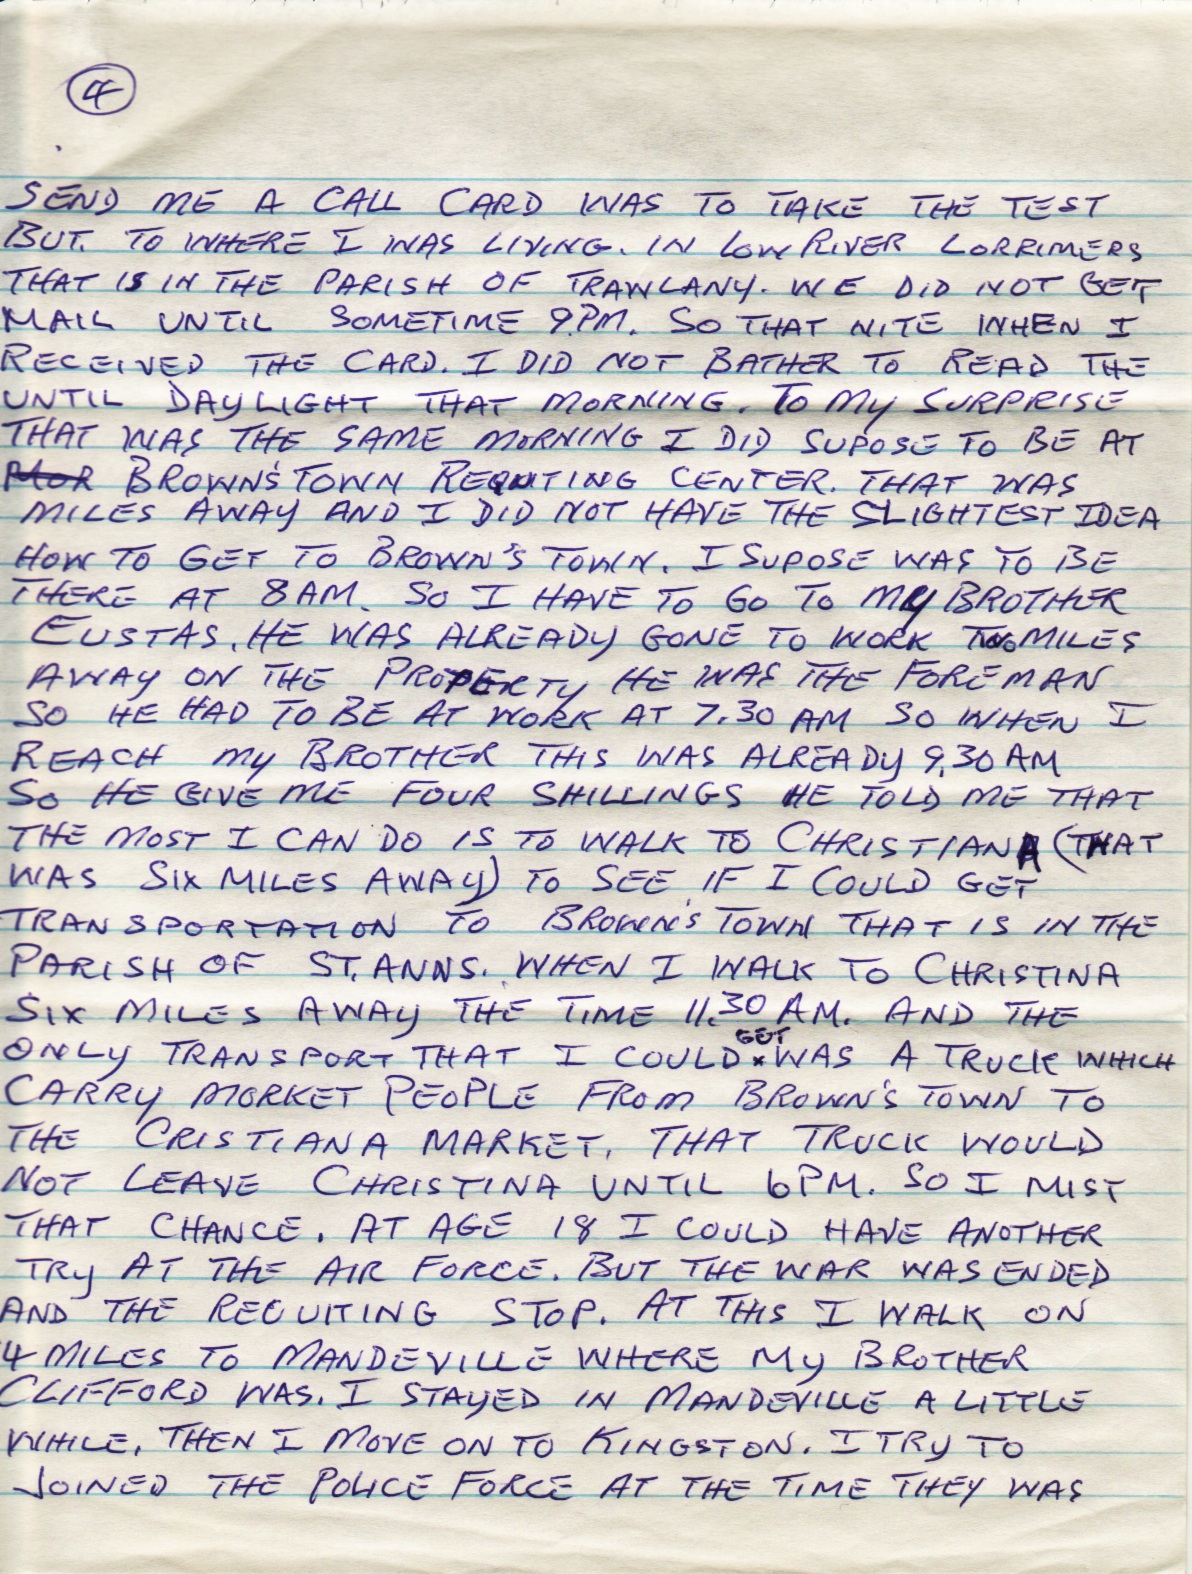 4
SEND ME A CALL CARD WAS TO TAKE THE TEST
BUT. TO WHERE I WAS LIVING. IN LOW RIVER LORRIMERS
THAT IS IN THE PARISH OF TRAWLANY. WE DID NOT GET
MAIL UNTIL SOMETIME 9.PM. SO THAT NITE WHEN I
RECEIVED THE CARD. I DID NOT BATHER TO READ THE
UNTIL DAYLIGHT THAT MORNING. TO MY SURPRISE
THAT WAS THE SAME MORNING I DID SUPOSE TO BE AT
BROWN'S TOWN REQUTING CENTER. THAT WAS
MILES AWAY AND I DID NOT HAVE THE SLIGHTEST IDEA
HOW TO GET TO BROWN'S TOWN. I SUPOSE WAS TO BE
THERE AT 8 AM. SO I HAVE TO GO TO MY BROTHER
EUSTAS. HE WAS ALREADY GONE TO WORK TWO MILES
AWAY ON THE PROPERTY HE WAS THE FOREMAN
SO HE HAD TO BE AT WORK AT 7.30 AM SO WHEN I
REACH MY BROTHER THIS WAS ALREADY 9.30 AM
SO HE GIVE ME FOUR SHILLINGS HE TOLD ME THAT
THE MOST I CAN DO IS TO WALK TO CHRISTIANA (THAT
WAS SIX MILES AWAY) TO SEE IF I COULD GET
TRANSPORTATION TO BROWN'S TOWN THAT IS IN THE
PARISH OF ST. ANNS. WHEN I WALK TO CHRISTINA
SIX MILES AWAY THE TIME 11.30 AM. AND THE
ONLY TRANSPORT THAT I COULD GET WAS A TRUCK WHICH
CARRY MORKET PEOPLE FROM BROWN'S TOWN TO
THE CRISTIANA MARKET, THAT TRUCK WOULD
NOT LEAVE CHRISTINA UNTIL 6 PM. SO I MIST
THAT CHANCE. AT AGE 18 I COULD HAVE ANOTHER
TRY AT THE AIR FORCE. BUT THE WAR WAS ENDED
AND THE RECUITING STOP. AT THIS I WALK ON
4 MILES TO MANDEVILLE WHERE MY BROTHER
CLIFFORD WAS. I STAYED IN MANDEVILLE A LITTLE
WHILE, THEN I MOVE ON TO KINGSTON. I TRY TO
JOINED THE POLICE FORCE AT THE TIME THEY WAS